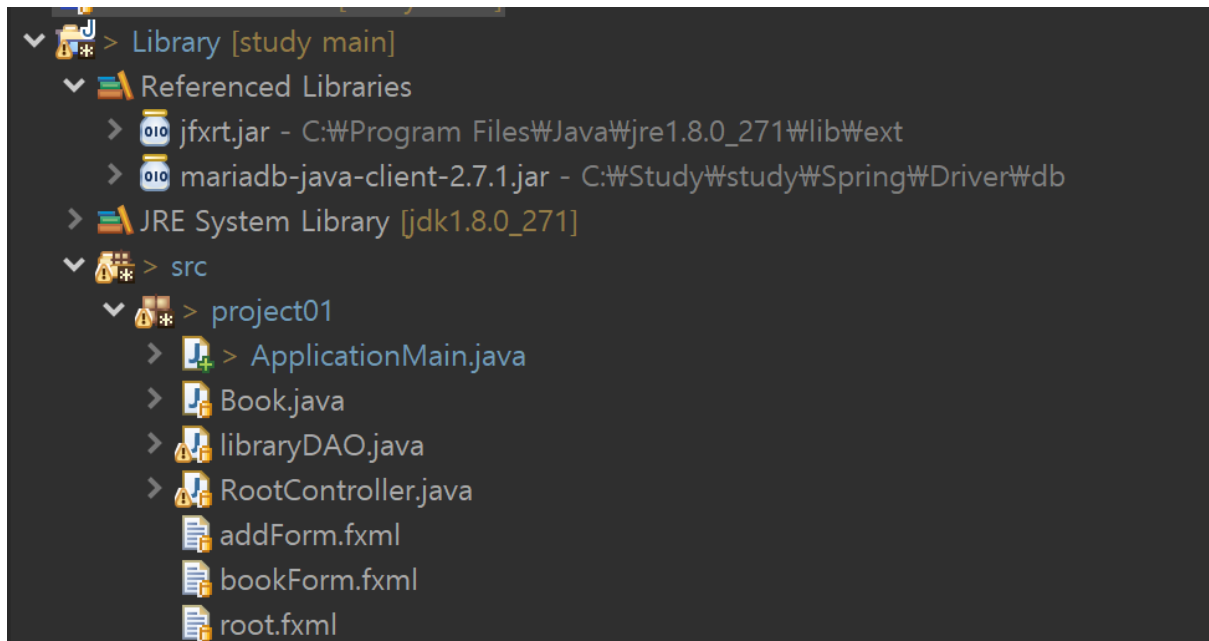 > Library [study main]
Referenced Libraries
jfxrt.jar - C:₩Program Files₩Java₩jre1.8.0_271₩lib₩ext
mariadb-java-client-2.7.1.jar - C:₩Study₩study₩Spring₩Driver₩db
JRE System Library [jdk1.8.0_271]
> src
> project01
> ApplicationMain.java
Book.java
libraryDAO.java
RootController.java
addForm.fxml
bookForm.fxml
root.fxml